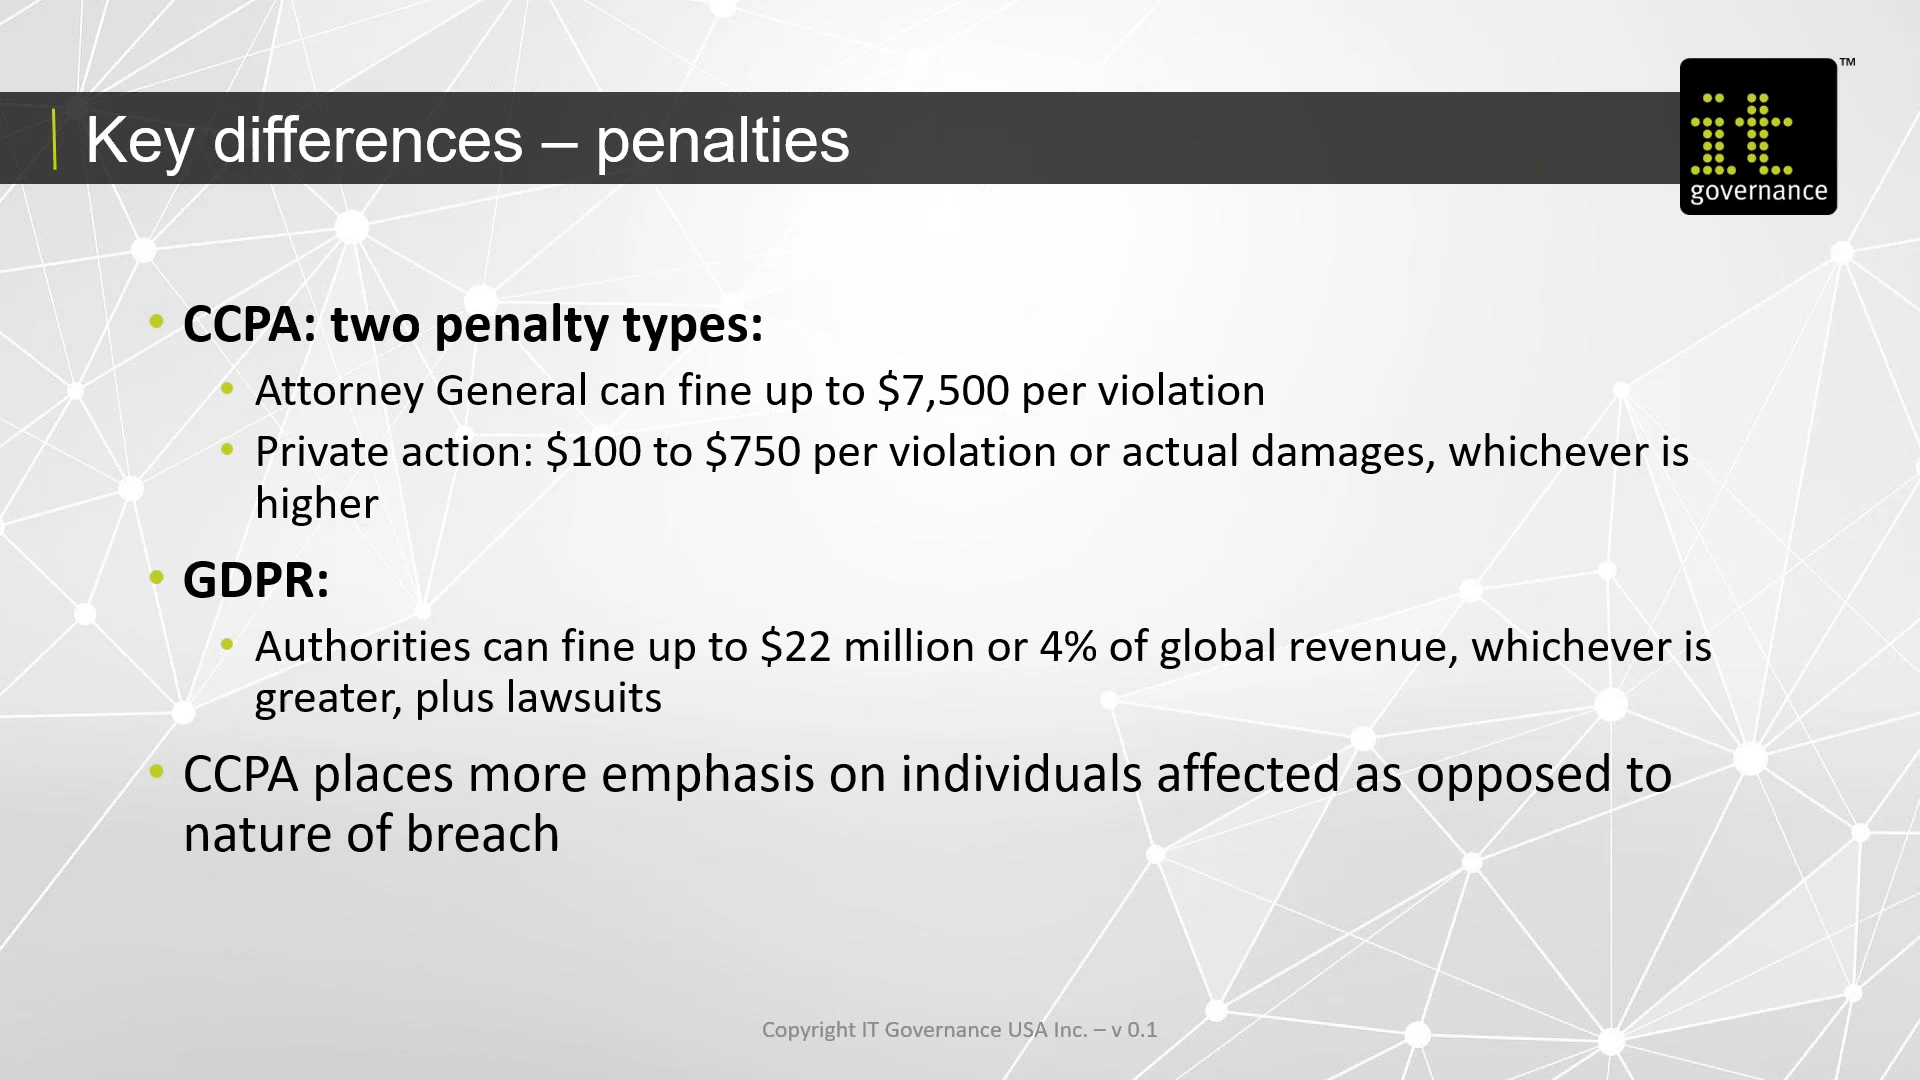 Key differences – penalties
it
governance
™
• CCPA: two penalty types:
• Attorney General can fine up to $7,500 per violation
• Private action: $100 to $750 per violation or actual damages, whichever is
higher
• GDPR:
• Authorities can fine up to $22 million or 4% of global revenue, whichever is
greater, plus lawsuits
• CCPA places more emphasis on individuals affected as opposed to
nature of breach
Copyright IT Governance USA Inc. – v 0.1